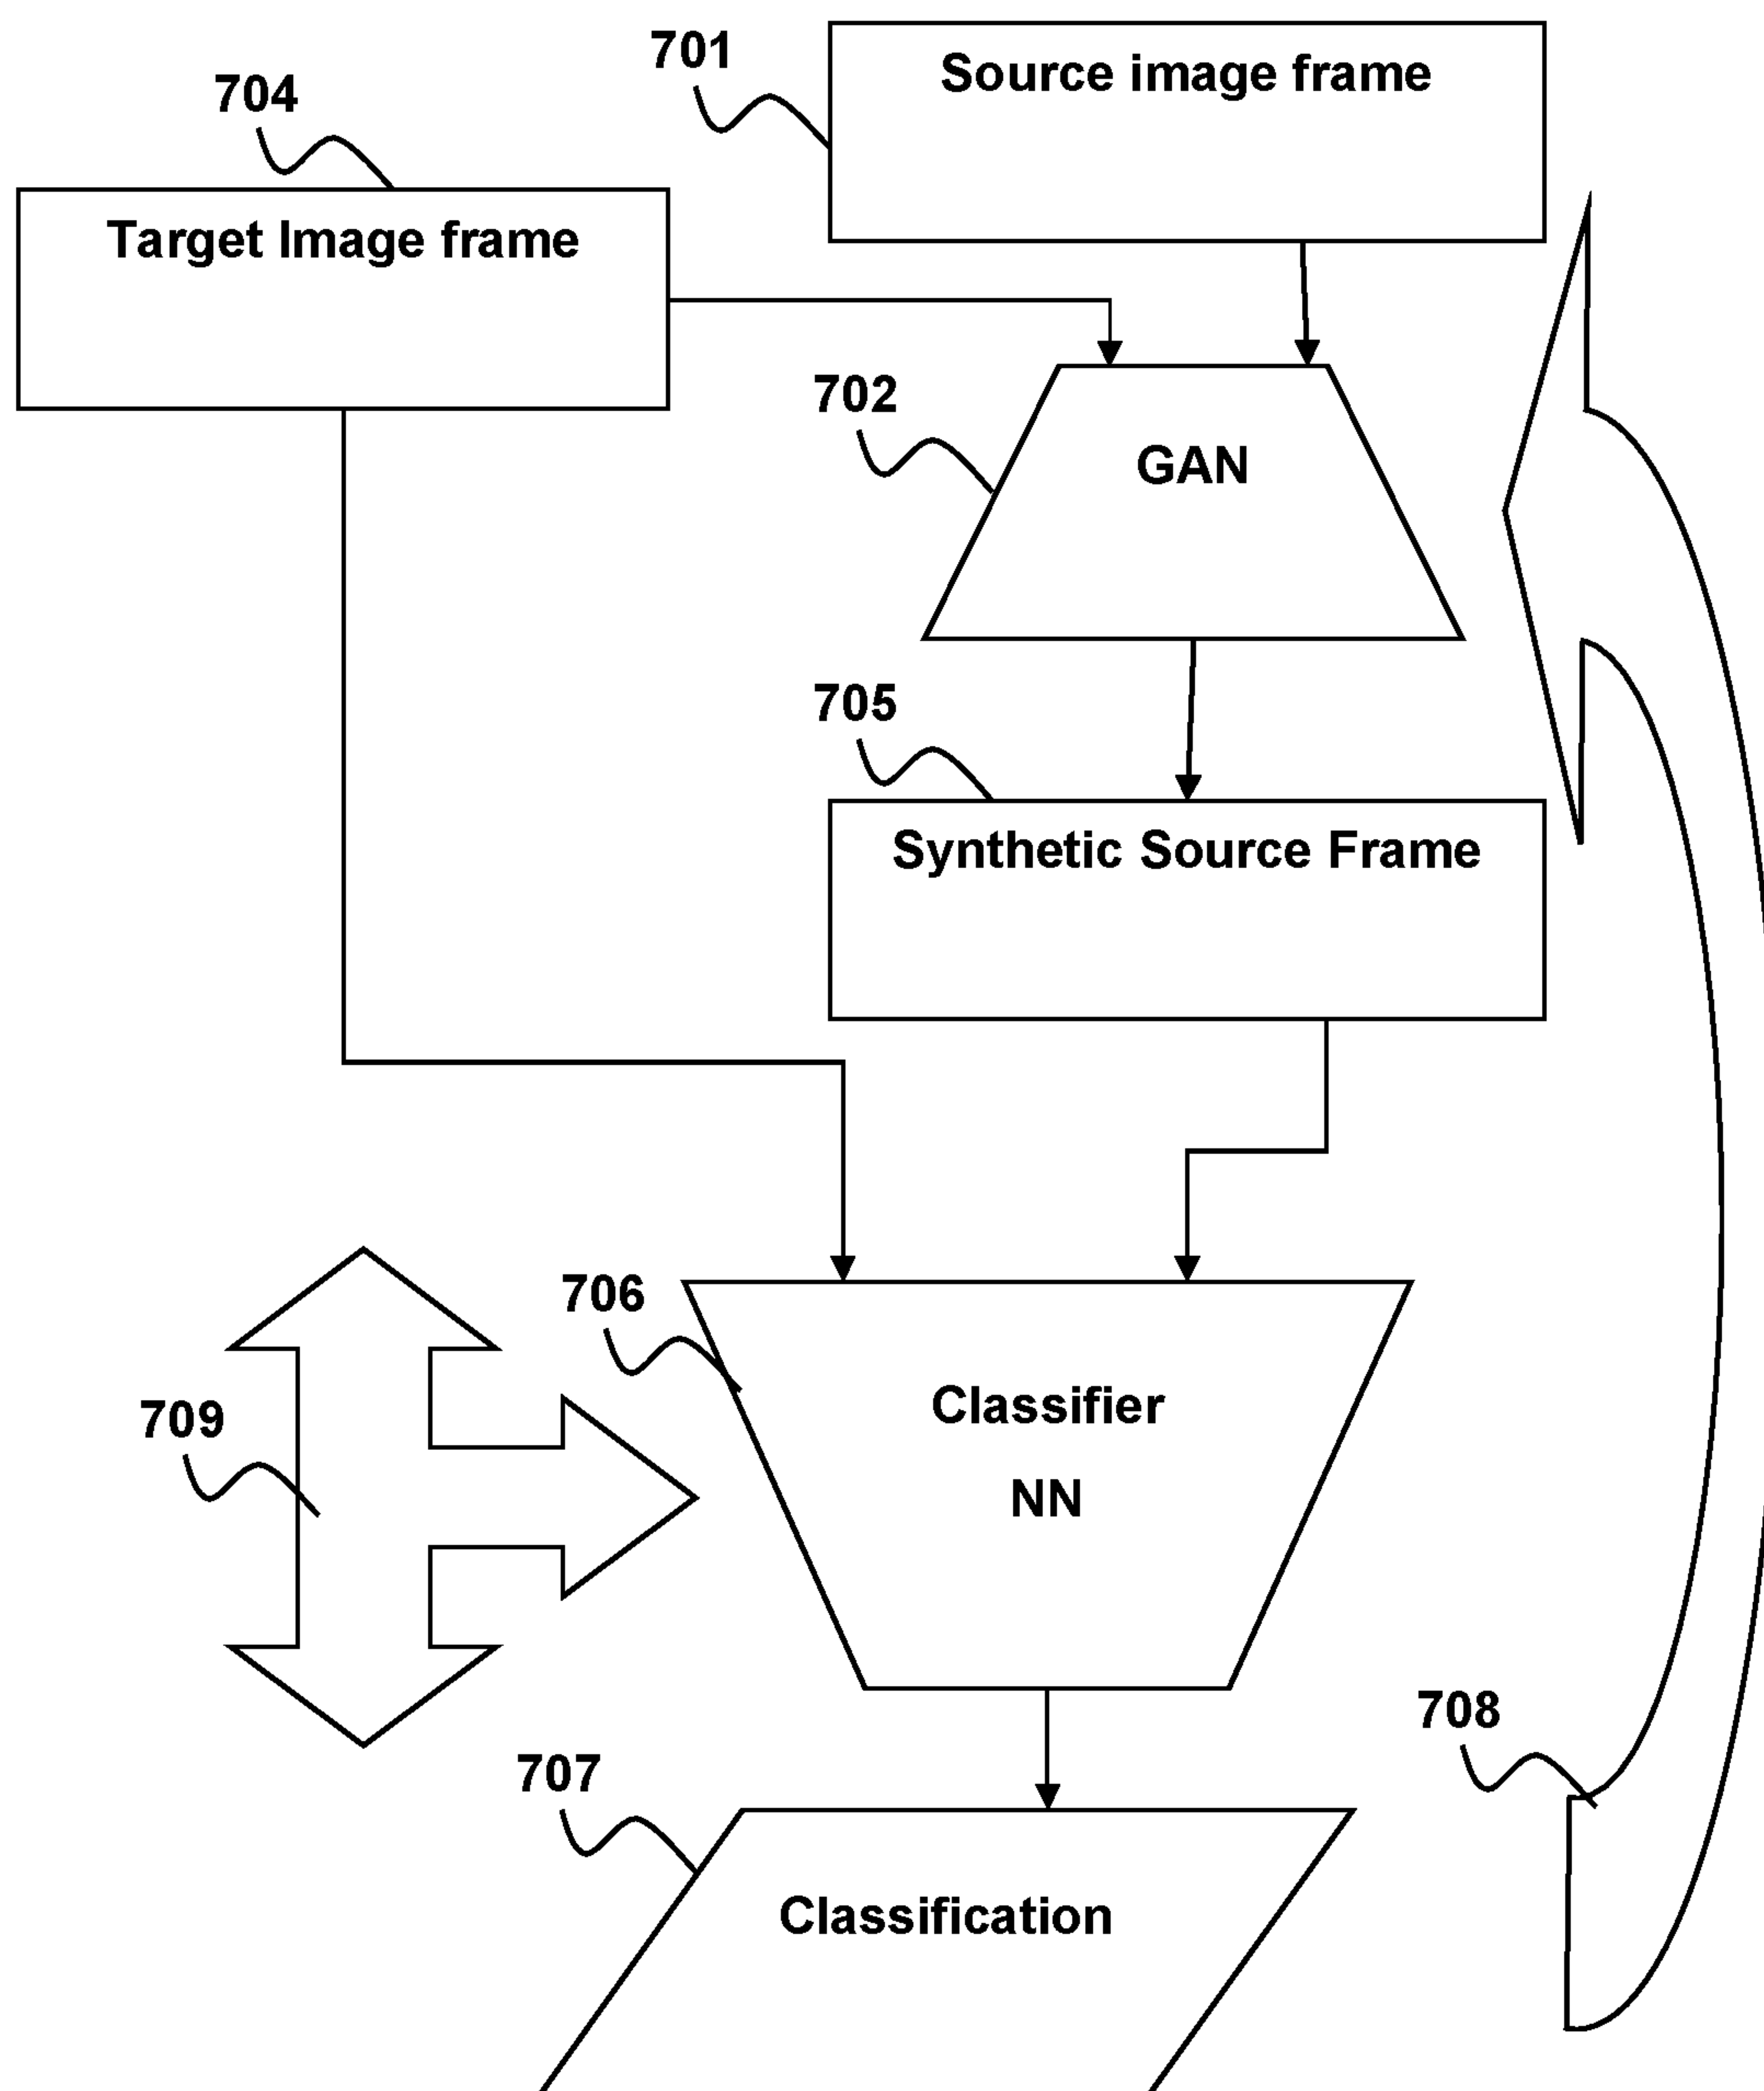 701
Source image frame
704
Target Image frame
702
GAN
705
Synthetic Source Frame
706
Classifier
NN
709
708
707
Classification